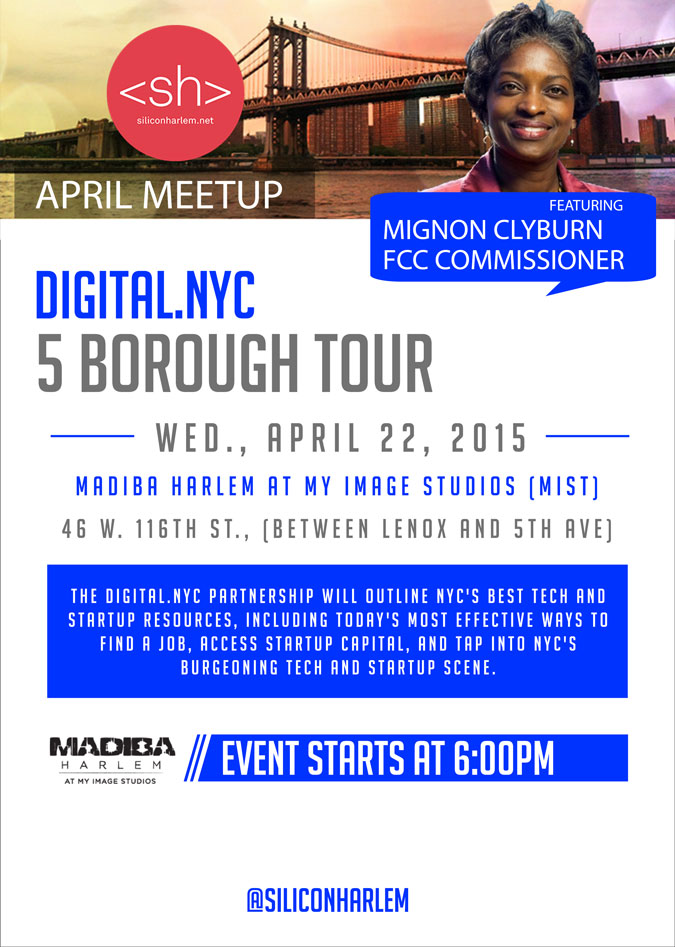 <sh>
siliconharlem.net
APRIL MEETUP
FEATURING
MIGNON CLYBURN
FCC COMMISSIONER
DIGITAL.NYC
5 BOROUGH TOUR
WED., APRIL 22, 2015
MADIBA HARLEM AT MY IMAGE STUDIOS (MIST)
46 W. 116TH ST., (BETWEEN LENOX AND 5TH AVE)
THE DIGITAL.NYC PARTNERSHIP WILL OUTLINE NYC'S BEST TECH AND
STARTUP RESOURCES, INCLUDING TODAY'S MOST EFFECTIVE WAYS TO
FIND A JOB, ACCESS STARTUP CAPITAL, AND TAP INTO NYC'S
BURGEONING TECH AND STARTUP SCENE.
MADIBA
HARLEM
AT MY IMAGE STUDIOS
EVENT STARTS AT 6:00PM
@SILICONHARLEM